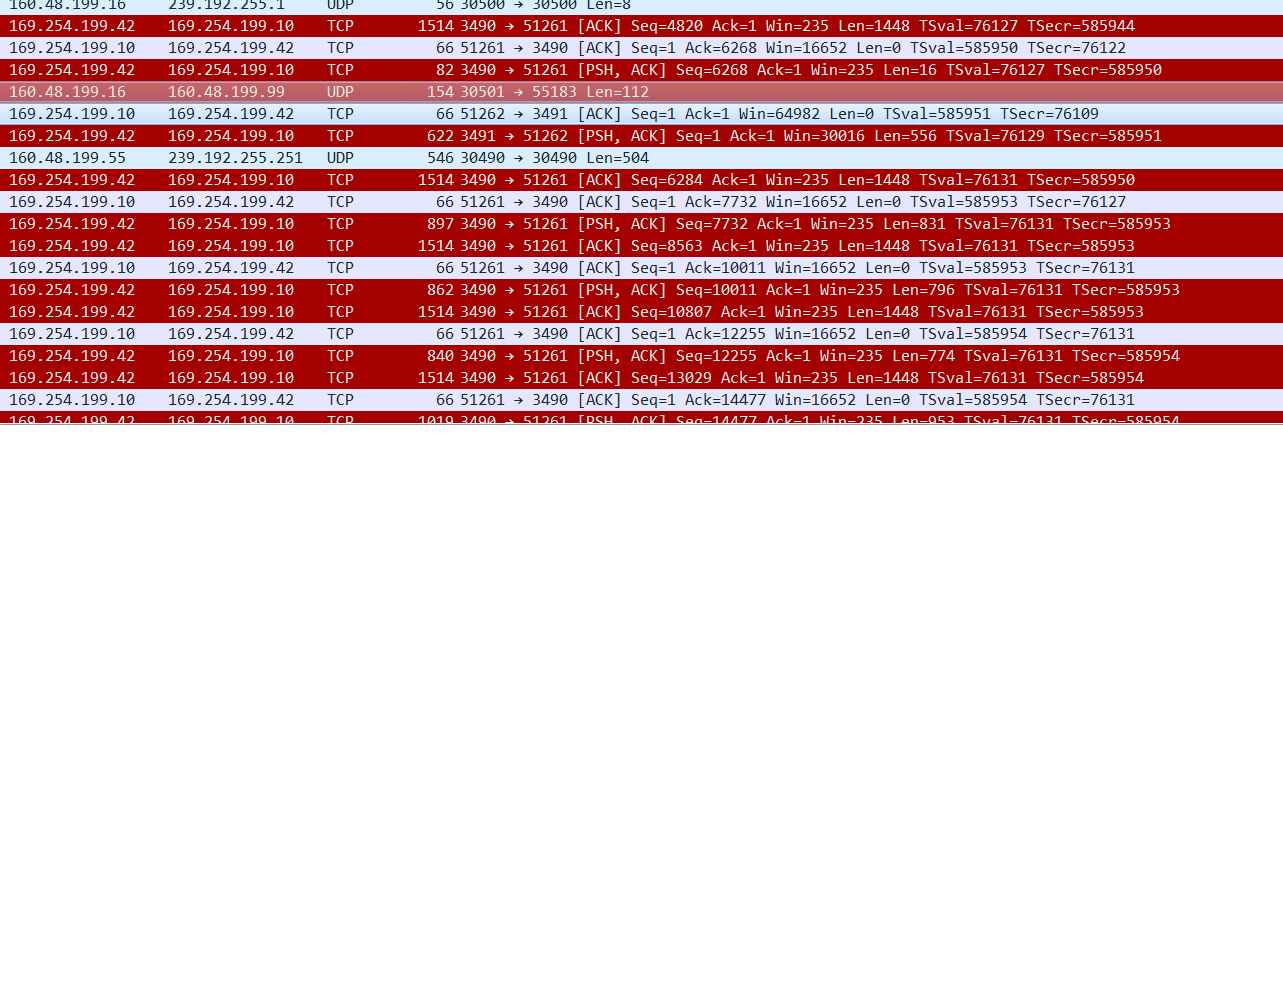 160.48.199.16 239.192.255.1 UDP 56 30500 → 30500 Len=8
169.254.199.42 169.254.199.10 TCP 1514 3490 → 51261 [ACK] Seq=4820 Ack=1 Win=235 Len=1448 TSval=76127 TSecr=585944
169.254.199.10 169.254.199.42 TCP 66 51261 → 3490 [ACK] Seq=1 Ack=6268 Win=16652 Len=0 TSval=585950 TSecr=76122
169.254.199.42 169.254.199.10 TCP 82 3490 → 51261 [PSH, ACK] Seq=6268 Ack=1 Win=235 Len=16 TSval=76127 TSecr=585950
160.48.199.16 160.48.199.99 UDP 154 30501 → 55183 Len=112
169.254.199.10 169.254.199.42 TCP 66 51262 → 3491 [ACK] Seq=1 Ack=1 Win=64982 Len=0 TSval=585951 TSecr=76109
169.254.199.42 169.254.199.10 TCP 622 3491 → 51262 [PSH, ACK] Seq=1 Ack=1 Win=30016 Len=556 TSval=76129 TSecr=585951
160.48.199.55 239.192.255.251 UDP 546 30490 → 30490 Len=504
169.254.199.42 169.254.199.10 TCP 1514 3490 → 51261 [ACK] Seq=6284 Ack=1 Win=235 Len=1448 TSval=76131 TSecr=585950
169.254.199.10 169.254.199.42 TCP 66 51261 → 3490 [ACK] Seq=1 Ack=7732 Win=16652 Len=0 TSval=585953 TSecr=76127
169.254.199.42 169.254.199.10 TCP 897 3490 → 51261 [PSH, ACK] Seq=7732 Ack=1 Win=235 Len=831 TSval=76131 TSecr=585953
169.254.199.42 169.254.199.10 TCP 1514 3490 → 51261 [ACK] Seq=8563 Ack=1 Win=235 Len=1448 TSval=76131 TSecr=585953
169.254.199.10 169.254.199.42 TCP 66 51261 → 3490 [ACK] Seq=1 Ack=10011 Win=16652 Len=0 TSval=585953 TSecr=76131
169.254.199.42 169.254.199.10 TCP 862 3490 → 51261 [PSH, ACK] Seq=10011 Ack=1 Win=235 Len=796 TSval=76131 TSecr=585953
169.254.199.42 169.254.199.10 TCP 1514 3490 → 51261 [ACK] Seq=10807 Ack=1 Win=235 Len=1448 TSval=76131 TSecr=585953
169.254.199.10 169.254.199.42 TCP 66 51261 → 3490 [ACK] Seq=1 Ack=12255 Win=16652 Len=0 TSval=585954 TSecr=76131
169.254.199.42 169.254.199.10 TCP 840 3490 → 51261 [PSH, ACK] Seq=12255 Ack=1 Win=235 Len=774 TSval=76131 TSecr=585954
169.254.199.42 169.254.199.10 TCP 1514 3490 → 51261 [ACK] Seq=13029 Ack=1 Win=235 Len=1448 TSval=76131 TSecr=585954
169.254.199.10 169.254.199.42 TCP 66 51261 → 3490 [ACK] Seq=1 Ack=14477 Win=16652 Len=0 TSval=585954 TSecr=76131
169.254.199.42 169.254.199.10 TCP 1019 3490 → 51261 [PSH, ACK] Seq=14477 Ack=1 Win=235 Len=953 TSval=76131 TSecr=585954